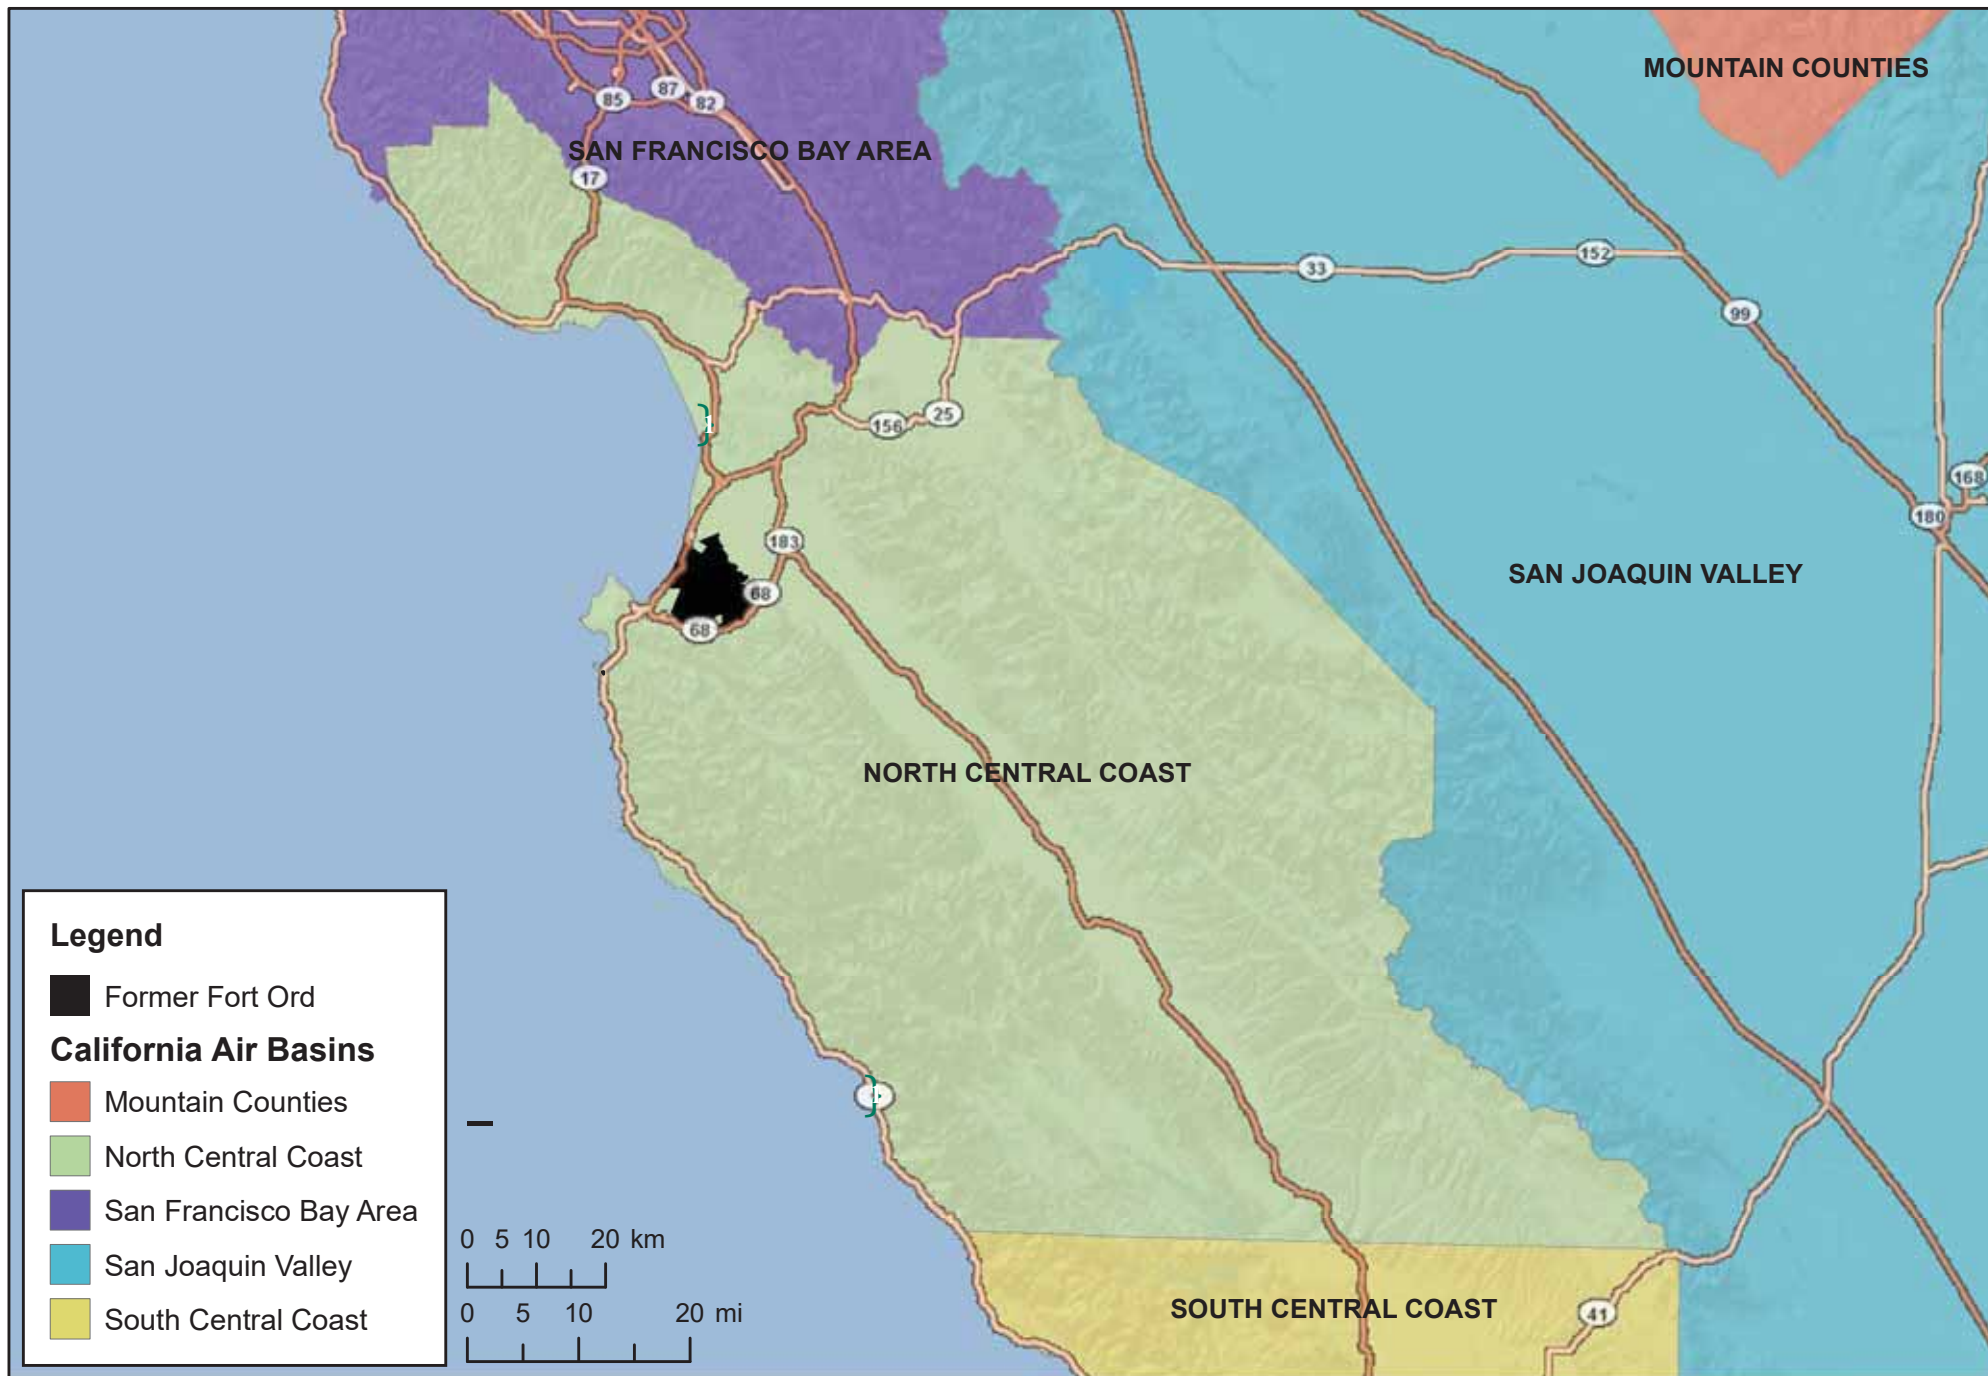 MOUNTAIN COUNTIES
85
87
82
SAN FRANCISCO BAY AREA
17
33
152
99
156
25
1
168
180
183
SAN JOAQUIN VALLEY
68
68
NORTH CENTRAL COAST
1
SOUTH CENTRAL COAST
41
Legend
Former Fort Ord
California Air Basins
Mountain Counties
North Central Coast
San Francisco Bay Area
San Joaquin Valley
South Central Coast
0 5 10 20 km
0 5 10 20 mi